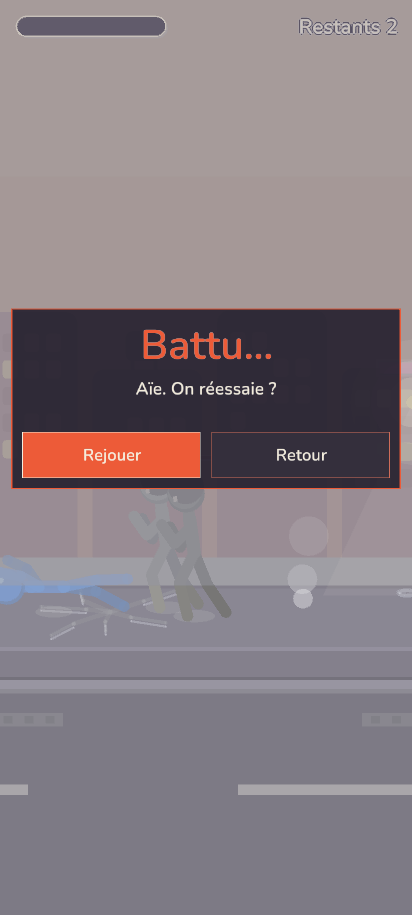 Restants 2
Battu...
Aïe. On réessaie ?
Rejouer
Retour